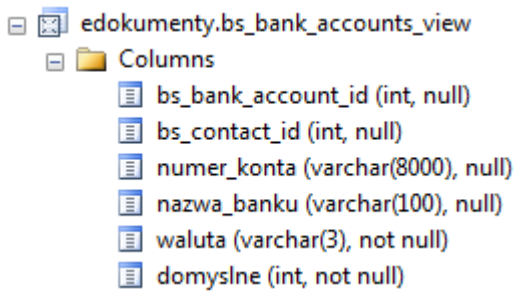 edokumenty.bs_bank_accounts_view
Columns
bs_bank_account_id (int, null)
bs_contact_id (int, null)
numer_konta (varchar(8000), null)
nazwa_banku (varchar(100), null)
waluta (varchar(3), not null)
domyslne (int, not null)